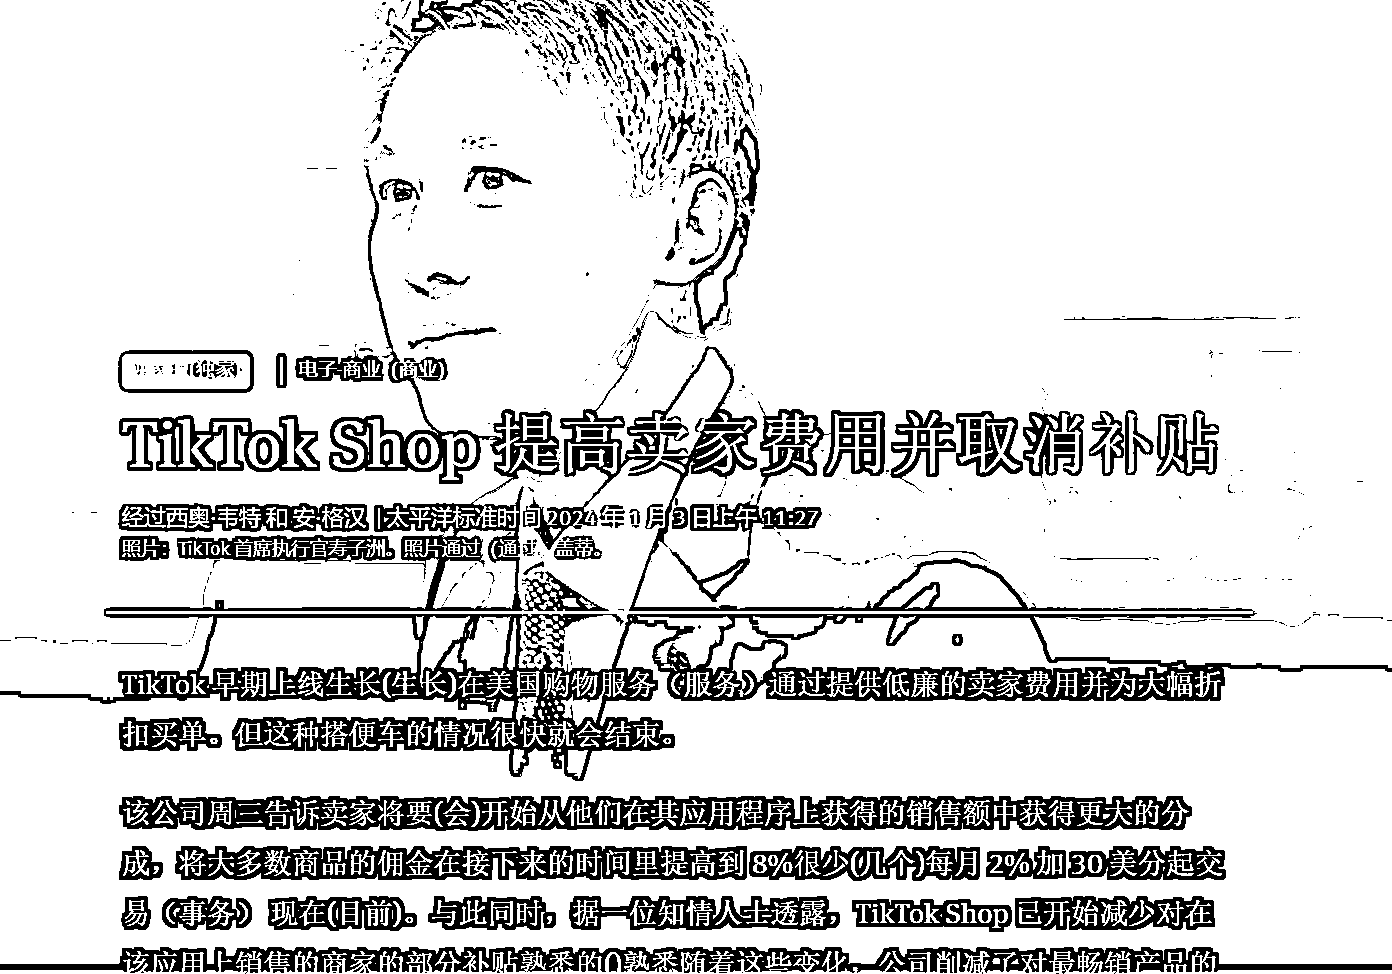 (独家)
电子·商业 (商业)
TikTok Shop 提高卖家费用并取消补贴
经过西奥·韦特 和 安·格汉 | 太平洋标准时间 2024 年 1 月 3 日上午 11:27
照片：TikTok 首席执行官寿子洲。照片通过（通过）盖蒂。
TikTok 早期上线生长(生长)在美国购物服务（服务）通过提供低廉的卖家费用并为大幅折
扣买单。但这种搭便车的情况很快就会结束。
该公司周三告诉卖家将要(会)开始从他们在其应用程序上获得的销售额中获得更大的分
成，将大多数商品的佣金在接下来的时间里提高到 8%很少(几个)每月 2% 加 30 美分起交
易（事务） 现在(目前)。与此同时，据一位知情人士透露，TikTok Shop 已开始减少对在
该应用上销售的商家的部分补贴熟悉的()熟悉随着这些变化，公司削减了对最畅销产品的